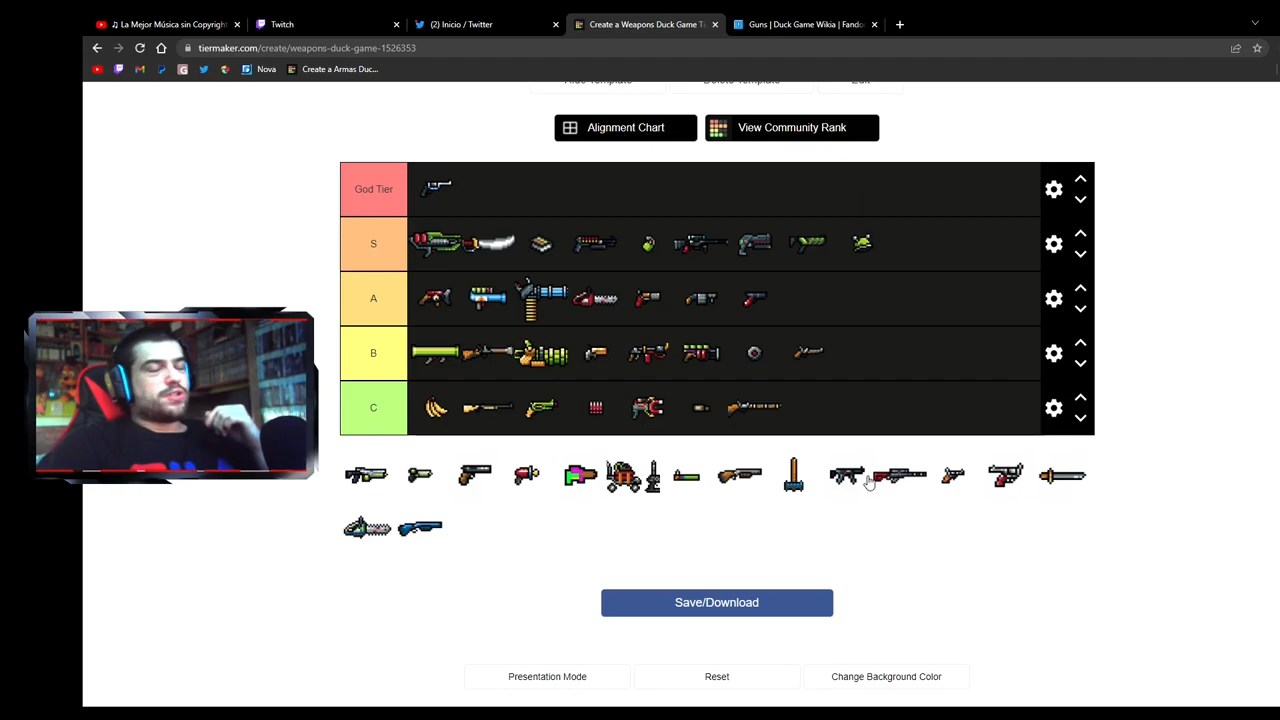 ♫ La Mejor Música sin Copyright
Twitch
(2) Inicio / Twitter
Create a Weapons Duck Game T
Guns | Duck Game Wikia | Fando
tiermaker.com/create/weapons-duck-game-1526353
Nova
Create a Armas Duc...
Alignment Chart
View Community Rank
God Tier
S
A
B
C
Save/Download
Presentation Mode
Reset
Change Background Color